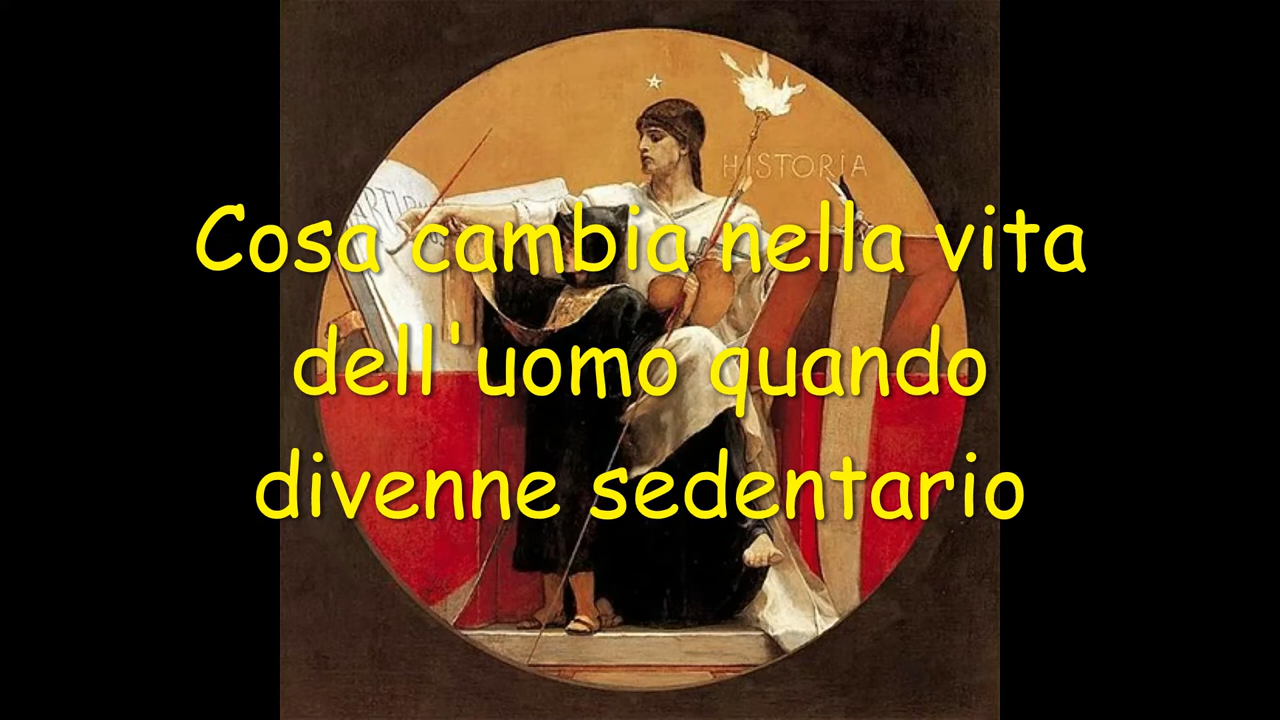 HISTORIA
Cosa cambia nella vita
dell'uomo quando
divenne sedentario